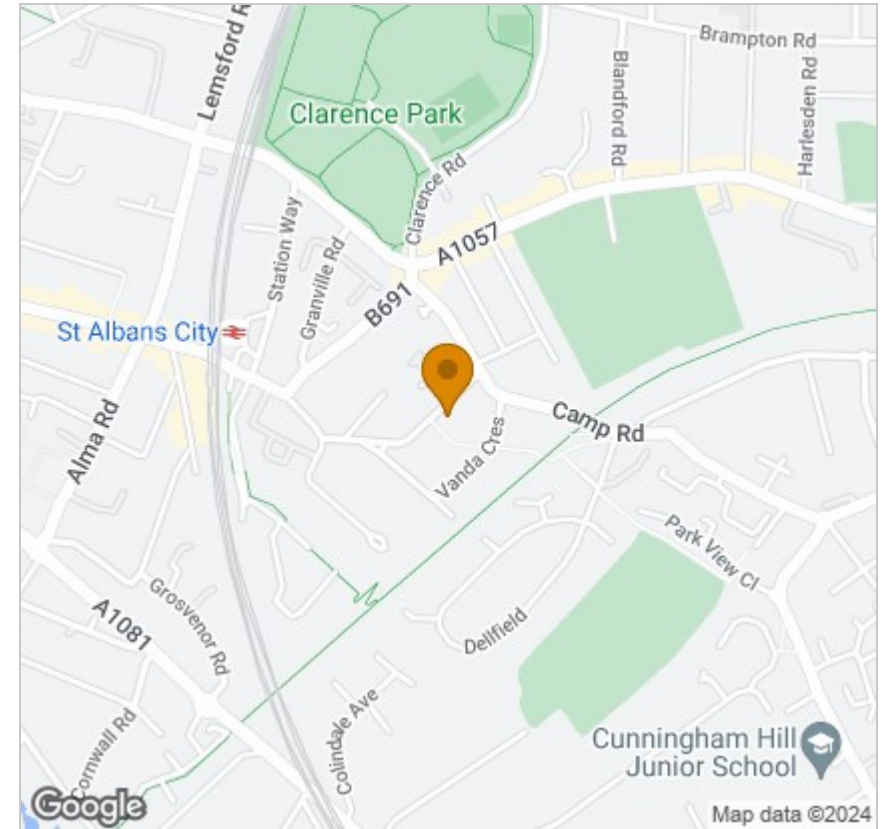 Lemsford R
Brampton Rd
Blandford Rd
Harlesden Rd
Clarence Park
Clarence Rd
Station Way
Granville Rd
A1057
B691
St Albans City
Alma Rd
Camp Rd
Vanda Cres
Park View Cl
Grosvenor Rd
A1081
Dellfield
Colindale Ave
Cornwall Rd
Cunningham Hill
Junior School
Google
Map data ©2024